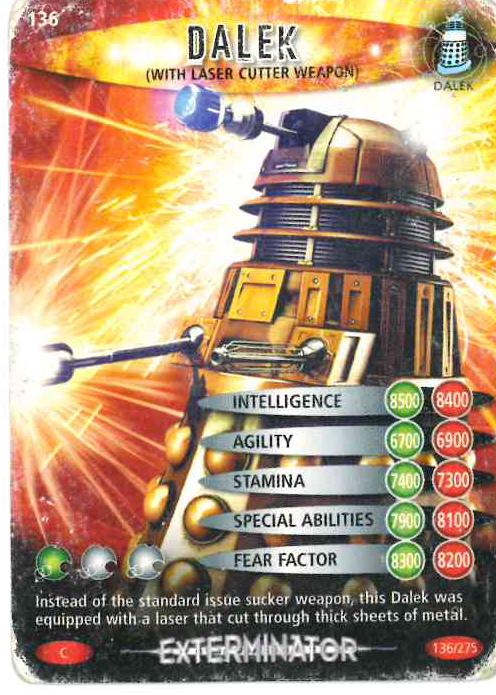 136
DALEK
(WITH LASER CUTTER WEAPON)
DALEK
INTELLIGENCE 8500 8400
AGILITY 6700 6900
STAMINA 7400 7300
SPECIAL ABILITIES 7900 8100
FEAR FACTOR 8300 8200
Instead of the standard issue sucker weapon, this Dalek was
equipped with a laser that cut through thick sheets of metal.
C
EXTERMINATOR
136/275